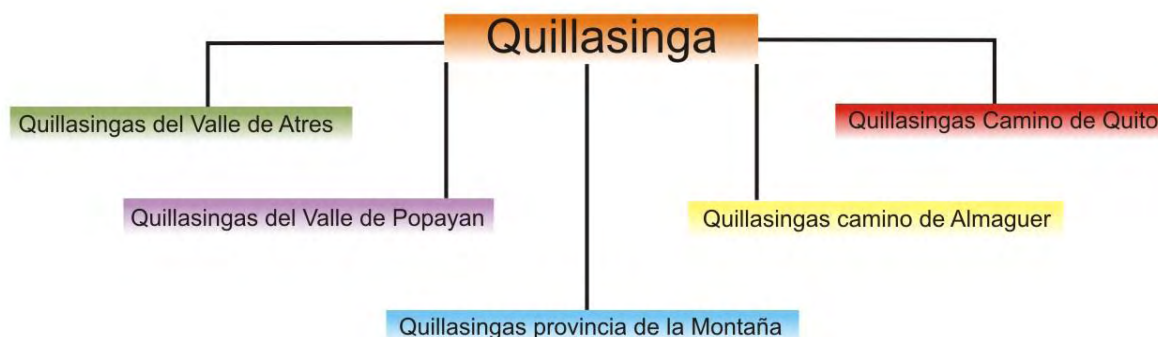 Quillasinga
Quillasingas del Valle de Atres
Quillasingas Camino de Quito
Quillasingas del Valle de Popayan
Quillasingas camino de Almaguer
Quillasingas provincia de la Montaña